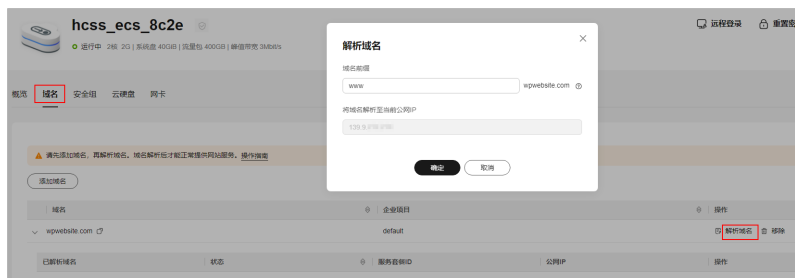 hcss_ecs_8c2e
运行中 2核 2G | 系统盘 40GiB | 流量包 400GB | 峰值带宽 3Mbit/s
远程登录
重置密
概览 域名 安全组 云硬盘 网卡
请先添加域名，再解析域名。域名解析后才能正常提供网站服务。操作指南
添加域名
域名 企业项目 操作
wpwebsite.com default 解析域名 移除
已解析域名 状态 服务器侧ID 公网IP 操作
解析域名
域名前缀
www wpwebsite.com
将域名解析至当前公网IP
139.
确定 取消